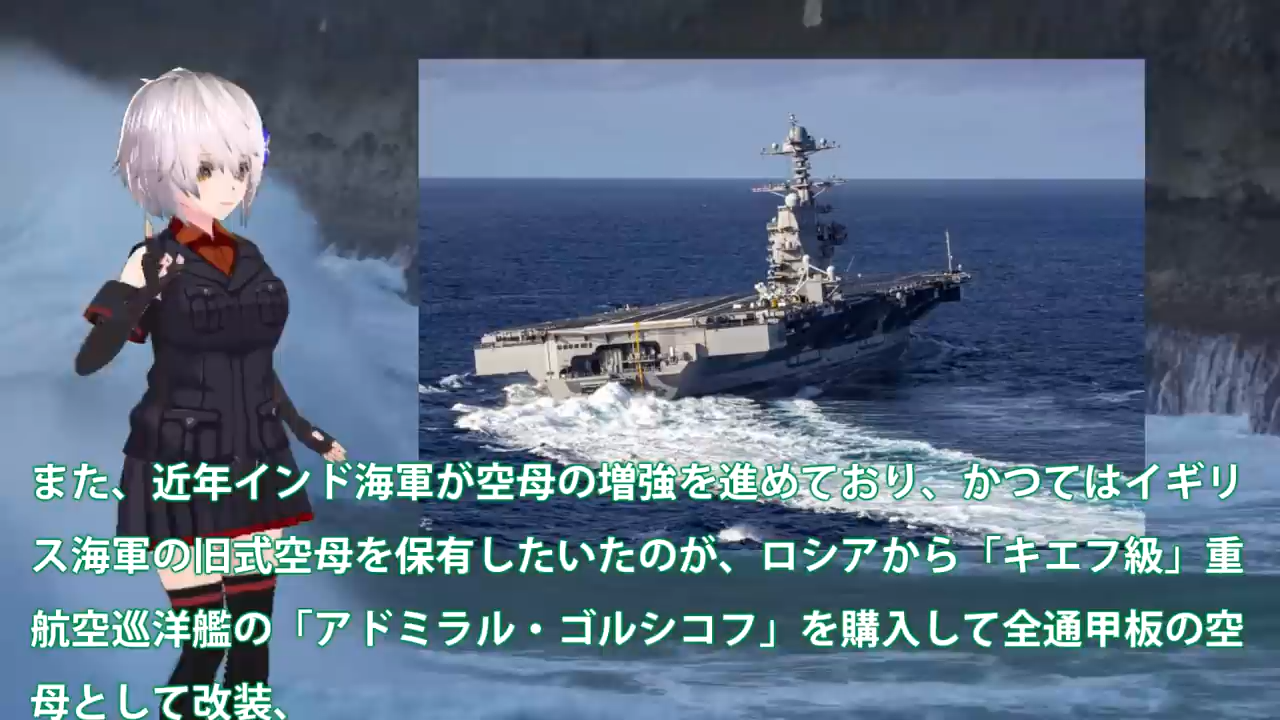 また、近年インド海軍が空母の増強を進めており、かつてはイギリ
ス海軍の旧式空母を保有したいたのが、ロシアから「キエフ級」重
航空巡洋艦の「アドミラル・ゴルシコフ」を購入して全通甲板の空
母として改装、